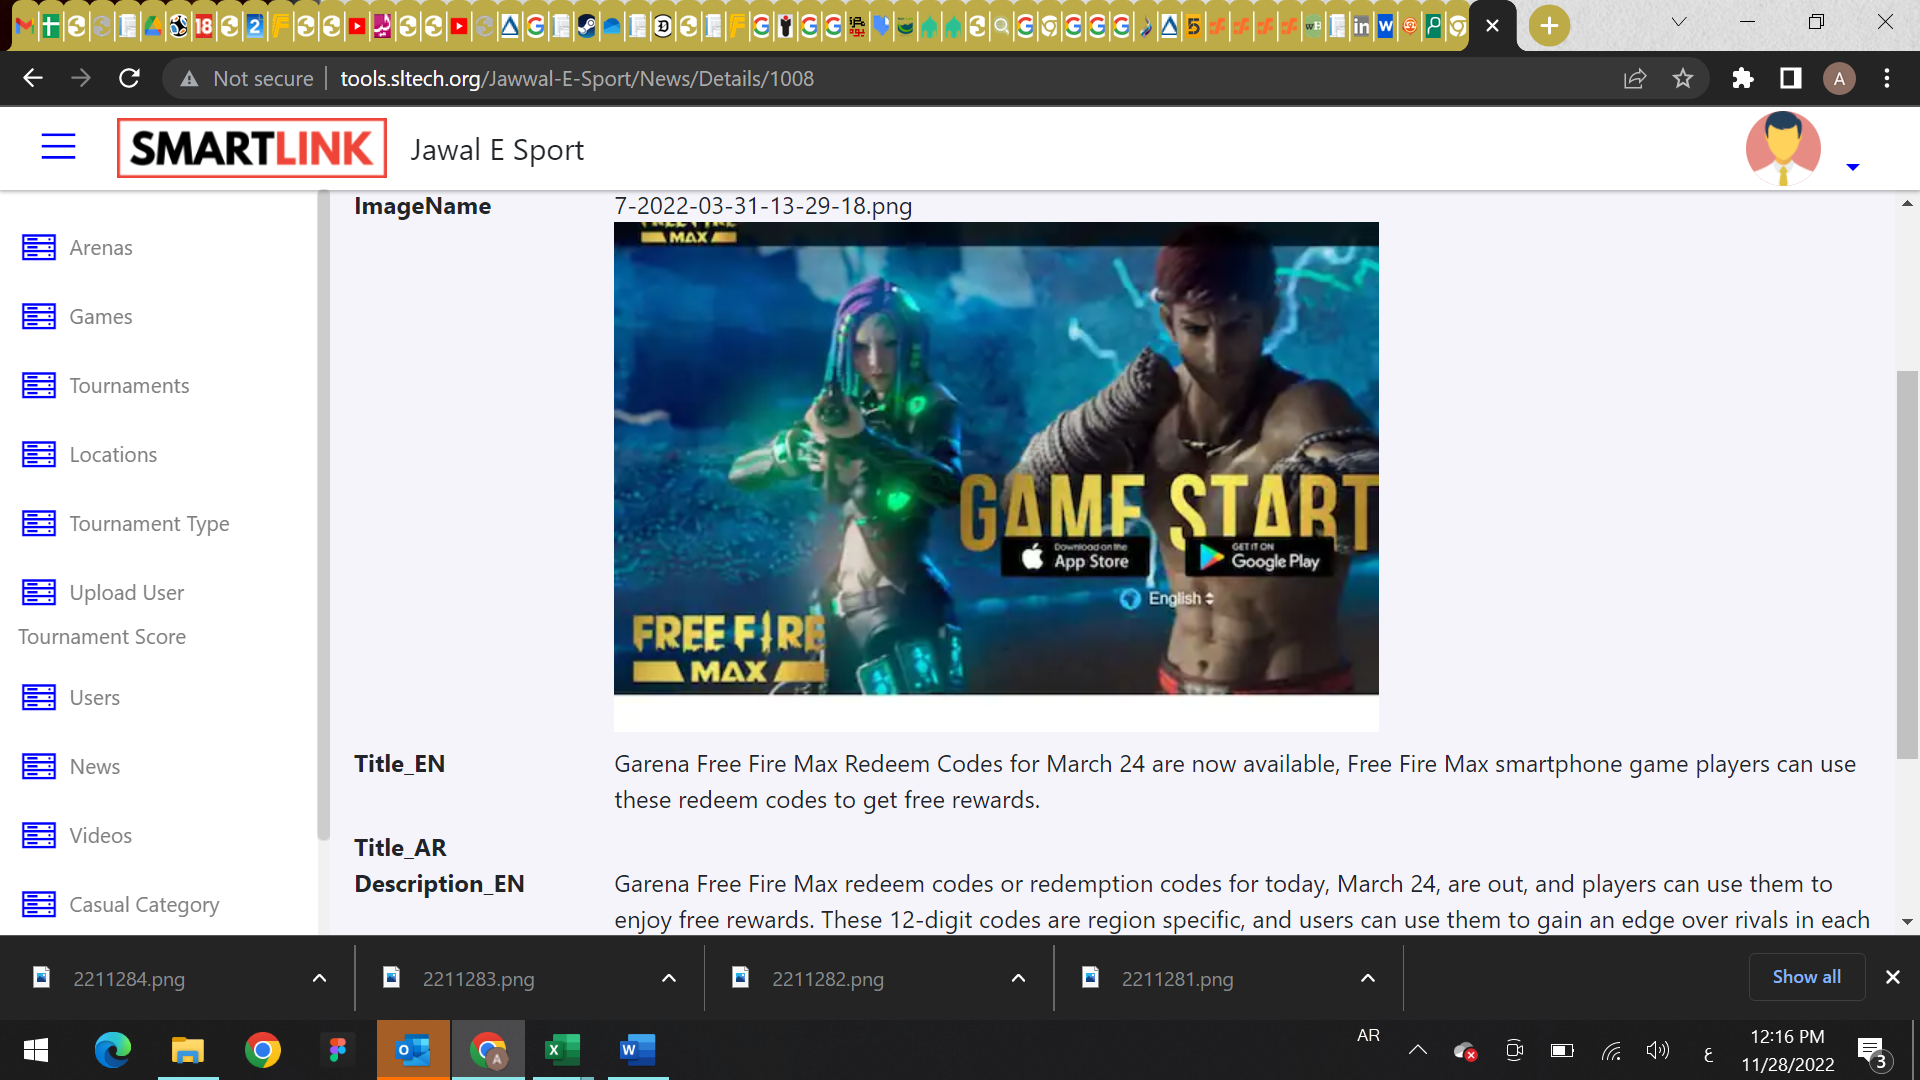 Not secure
tools.sltech.org/Jawwal-E-Sport/News/Details/1008
A
SMARTLINK
Jawal E Sport
Arenas
Games
Tournaments
Locations
Tournament Type
Upload User
Tournament Score
Users
News
Videos
Casual Category
ImageName
7-2022-03-31-13-29-18.png
MAX
GAME START
Download on the
App Store
GET IT ON
Google Play
English
FREE FIRE
MAX
Title_EN
Garena Free Fire Max Redeem Codes for March 24 are now available, Free Fire Max smartphone game players can use
these redeem codes to get free rewards.
Title_AR
Description_EN
Garena Free Fire Max redeem codes or redemption codes for today, March 24, are out, and players can use them to
enjoy free rewards. These 12-digit codes are region specific, and users can use them to gain an edge over rivals in each
2211284.png
2211283.png
2211282.png
2211281.png
Show all
AR
ع
12:16 PM
11/28/2022
3